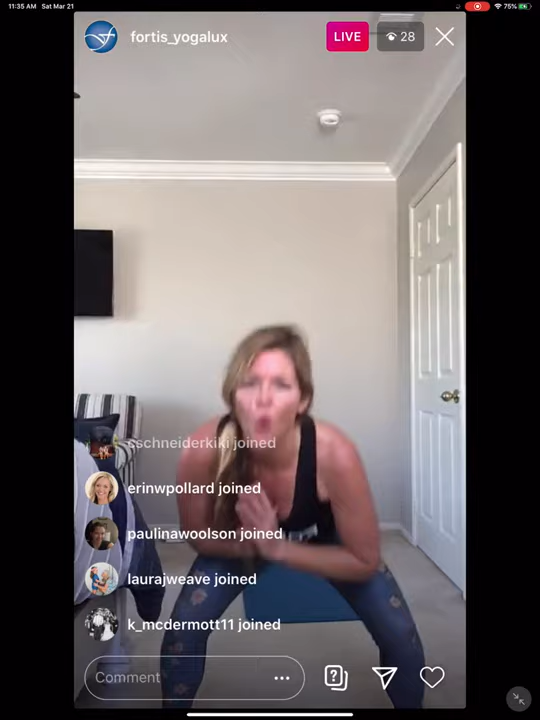 11:35 AM Sat Mar 21
75%
fortis_yogalux
LIVE
28
cschneiderkiki joined
erinwpollard joined
paulinawoolson joined
laurajweave joined
k_mcdermott11 joined
Comment